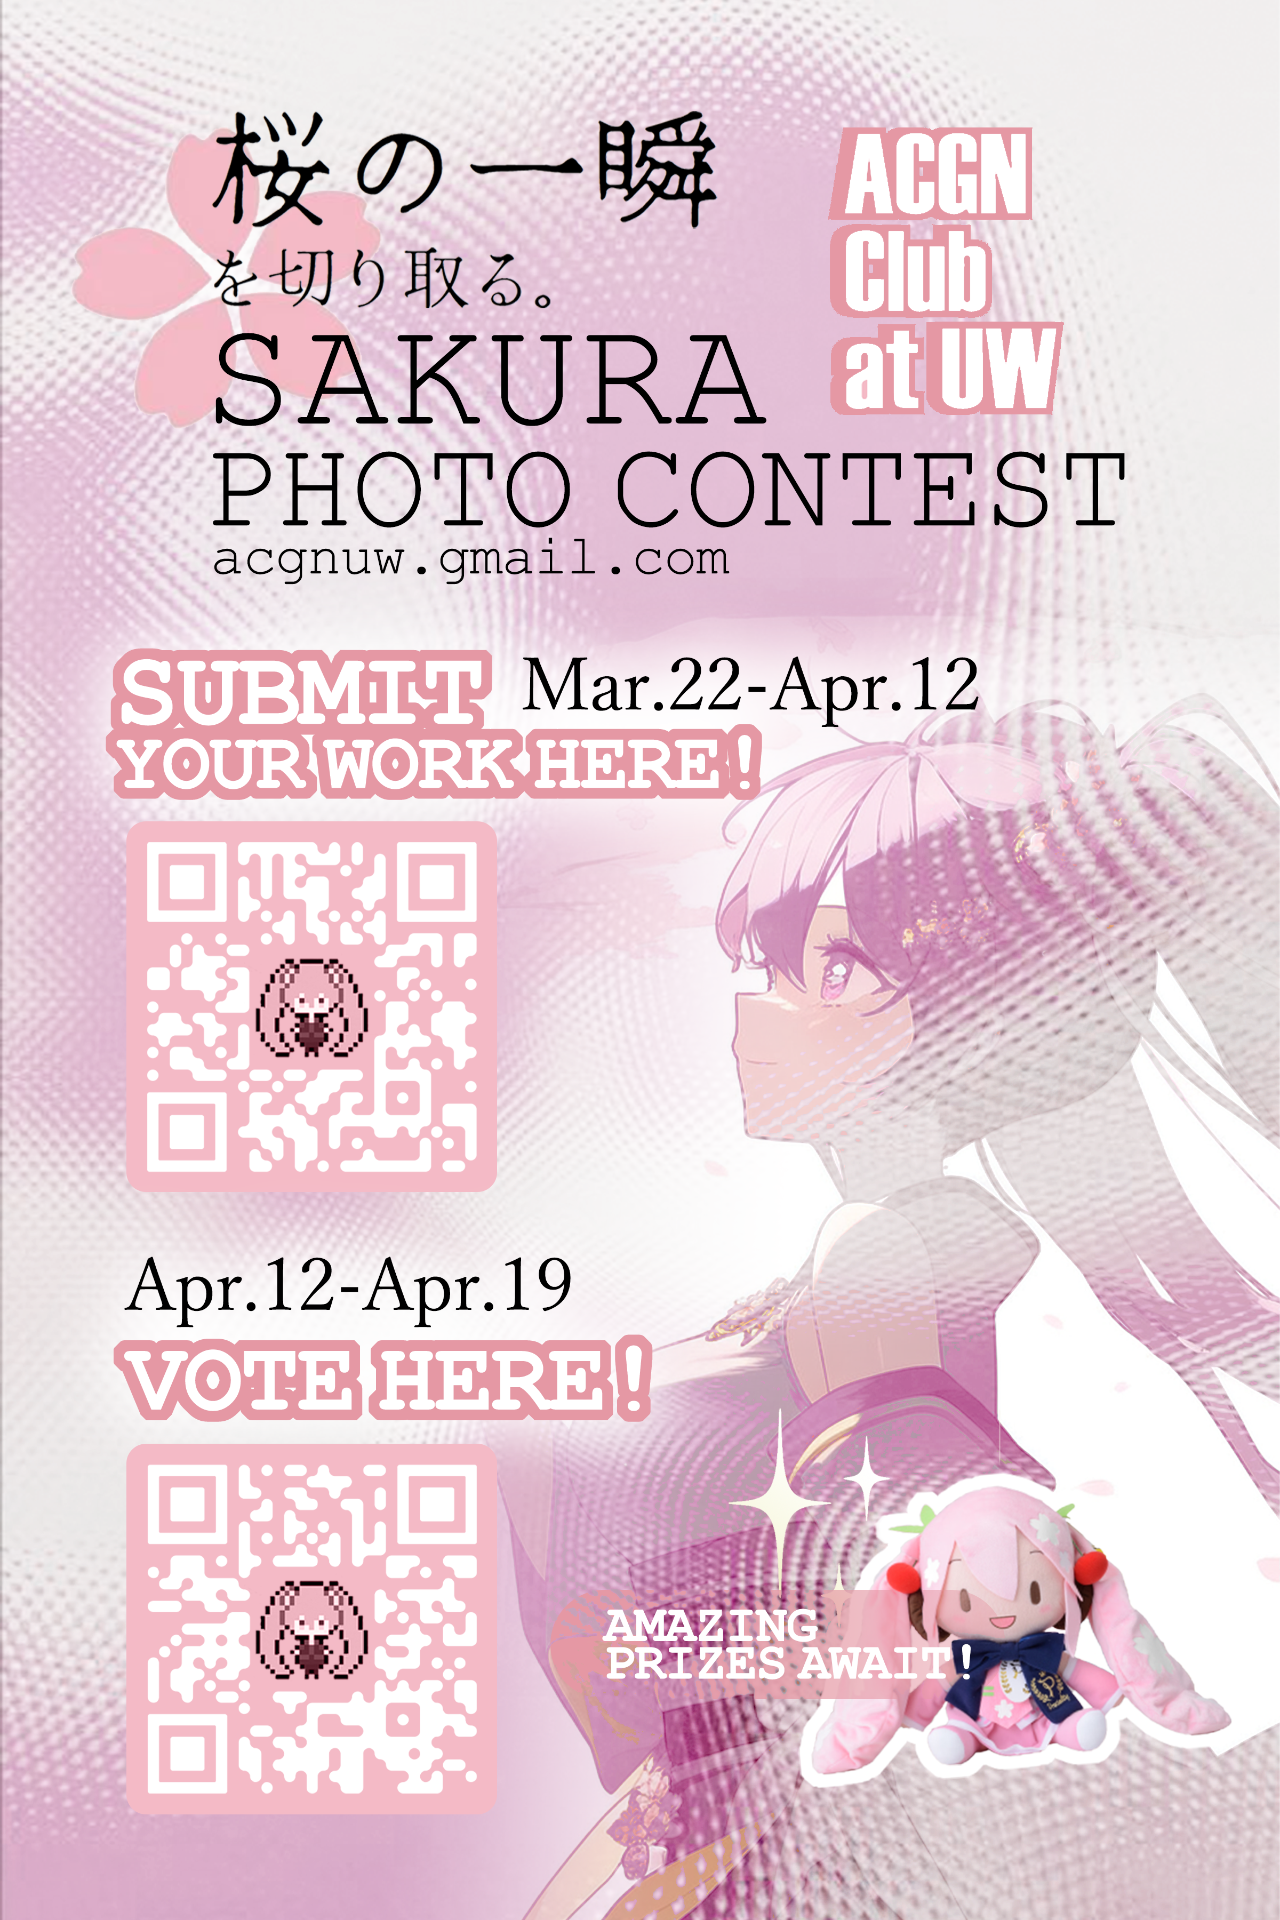 桜の一瞬
を切り取る。
SAKURA
PHOTO CONTEST
acgnuw.gmail.com
ACGN
Club
at UW
SUBMIT
YOUR WORK HERE!
Mar.22-Apr.12
Apr.12-Apr.19
VOTE HERE!
AMAZING
PRIZES AWAIT!